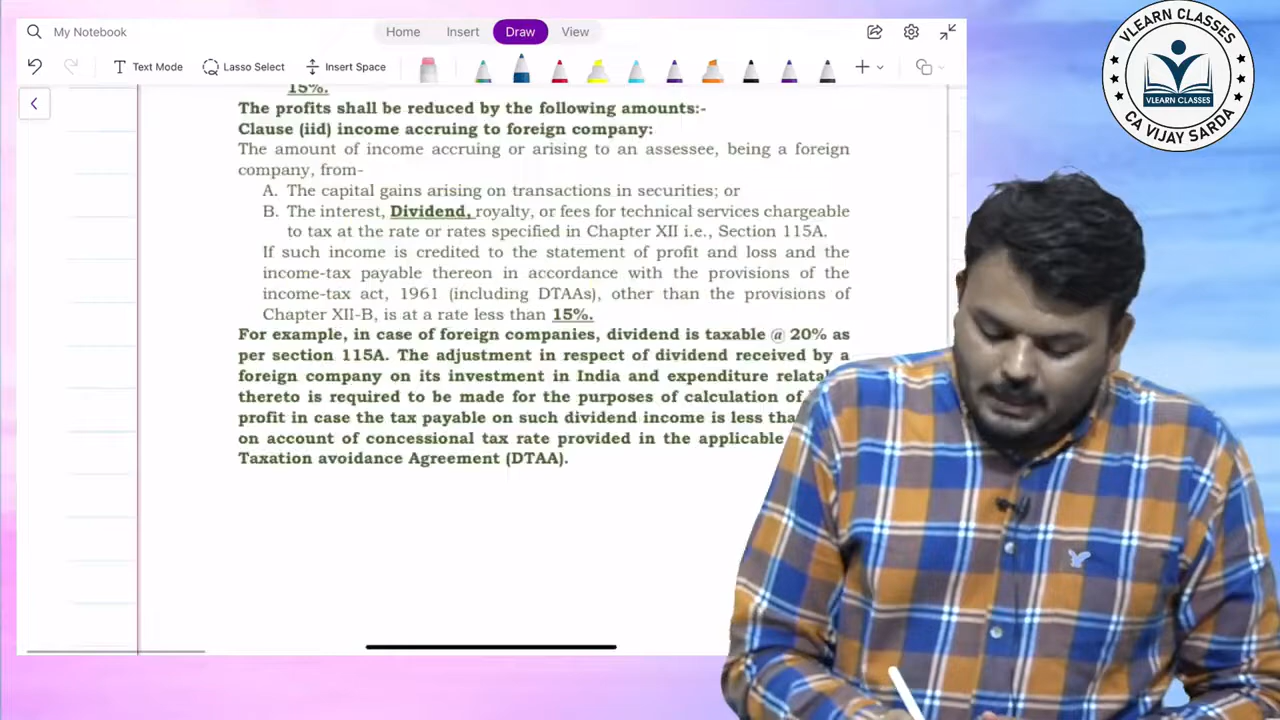 My Notebook
Home Insert Draw View
Text Mode Lasso Select Insert Space
15%.
The profits shall be reduced by the following amounts:-
Clause (iid) income accruing to foreign company:
The amount of income accruing or arising to an assessee, being a foreign
company, from-
A. The capital gains arising on transactions in securities; or
B. The interest, Dividend, royalty, or fees for technical services chargeable
to tax at the rate or rates specified in Chapter XII i.e., Section 115A.
If such income is credited to the statement of profit and loss and the
income-tax payable thereon in accordance with the provisions of the
income-tax act, 1961 (including DTAAs), other than the provisions of
Chapter XII-B, is at a rate less than 15%.
For example, in case of foreign companies, dividend is taxable @ 20% as
per section 115A. The adjustment in respect of dividend received by a
foreign company on its investment in India and expenditure
thereto is required to be made for the purposes of calculation of
profit in case the tax payable on such dividend income is less
on account of concessional tax rate provided in the applicable
Taxation avoidance Agreement (DTAA).
VLEARN CLASSES
VLEARN CLASSES
CA VIJAY SARDA